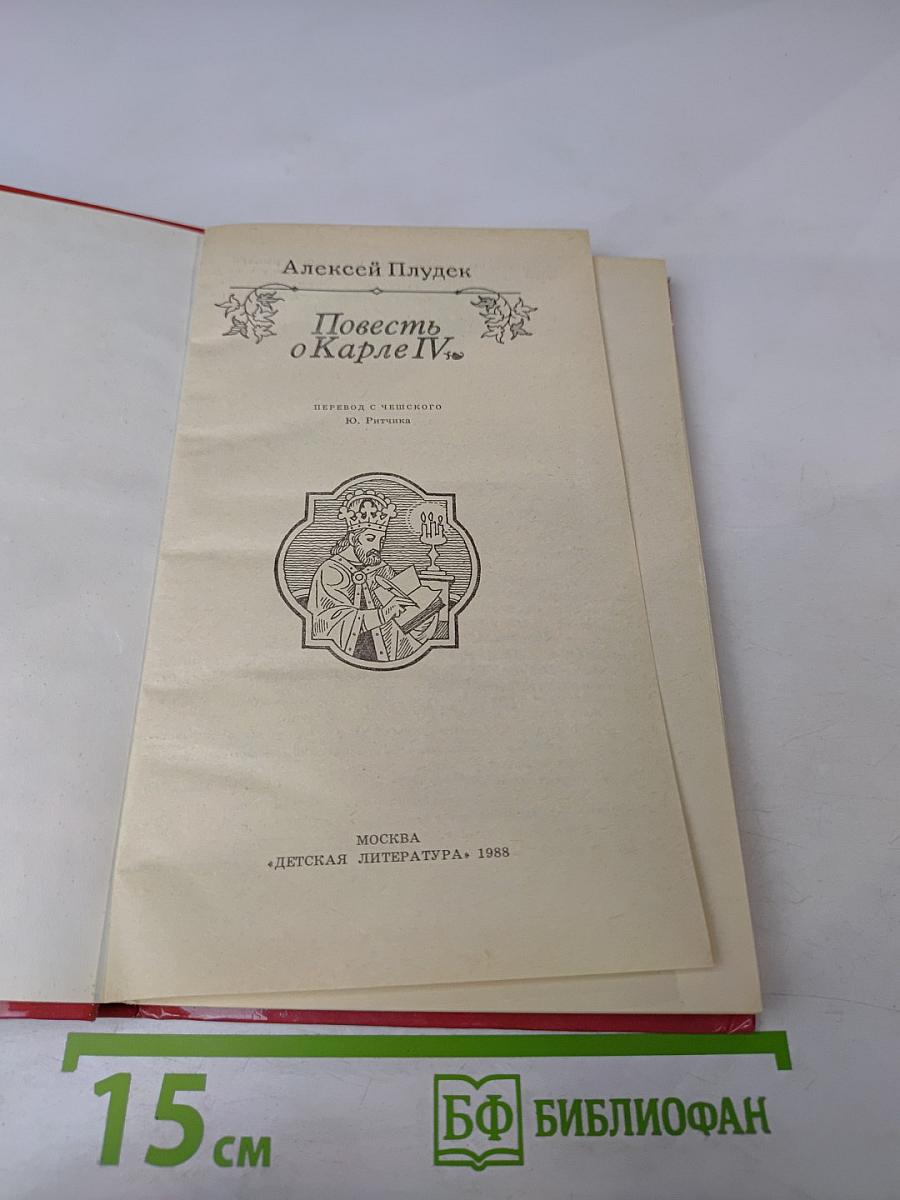 Алексей Плудек
Повесть
о Карле IV
ПЕРЕВОД С ЧЕШСКОГО
Ю. Ритчика
МОСКВА
«ДЕТСКАЯ ЛИТЕРАТУРА» 1988
15 см
БФ БИБЛИОФАН